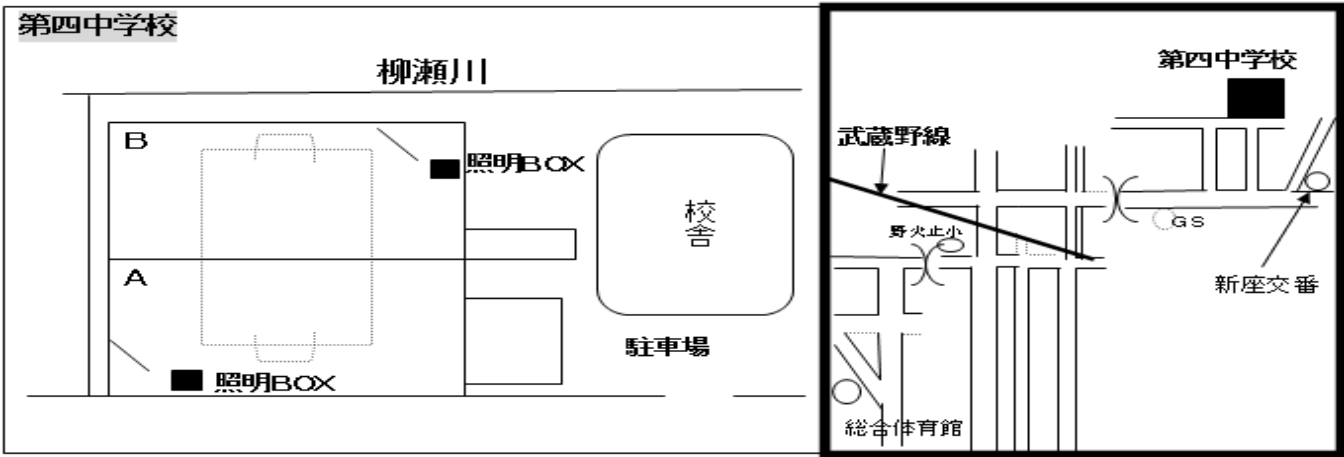 第四中学校
柳瀬川
B
照明BOX
校舎
A
駐車場
照明BOX
第四中学校
武蔵野線
野火止小
GS
新座交番
総合体育館